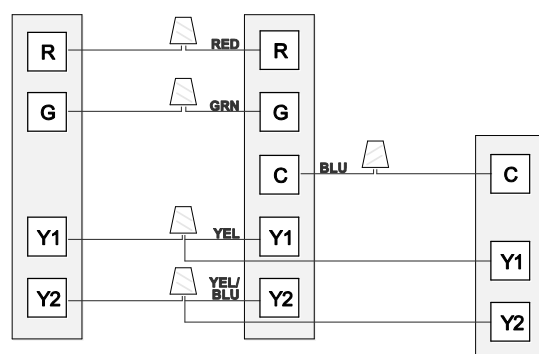 R RED R
G GRN G
C BLU C
Y1 YEL Y1
Y1
Y2 YEL/
BLU Y2
Y2